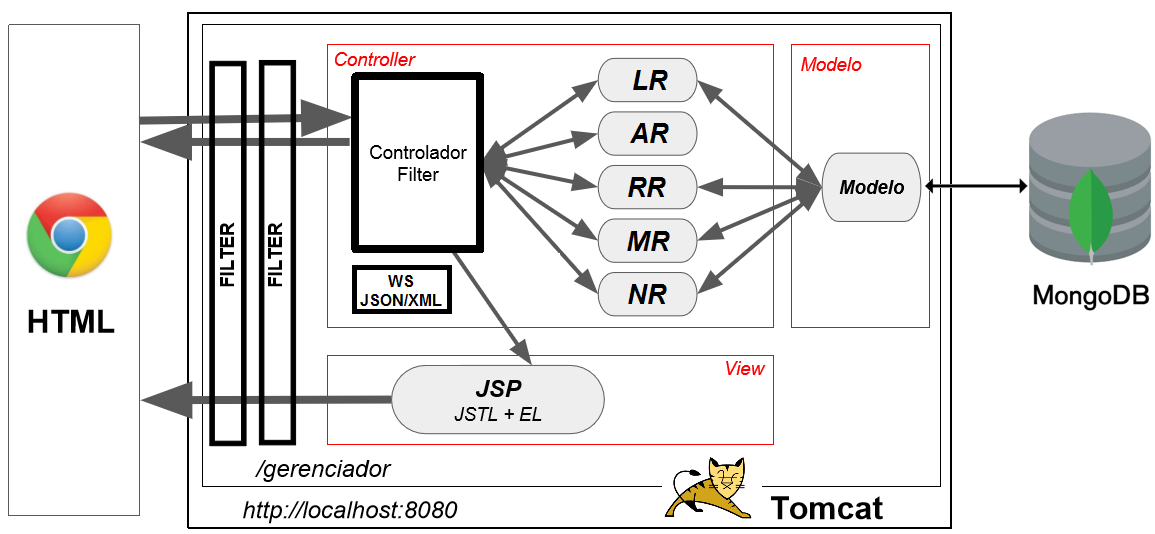 Controller
Modelo
LR
AR
Controlador
Filter
RR
Modelo
MR
NR
FILTER
FILTER
WS
JSON/XML
HTML
MongoDB
View
JSP
JSTL + EL
/gerenciador
http://localhost:8080
Tomcat